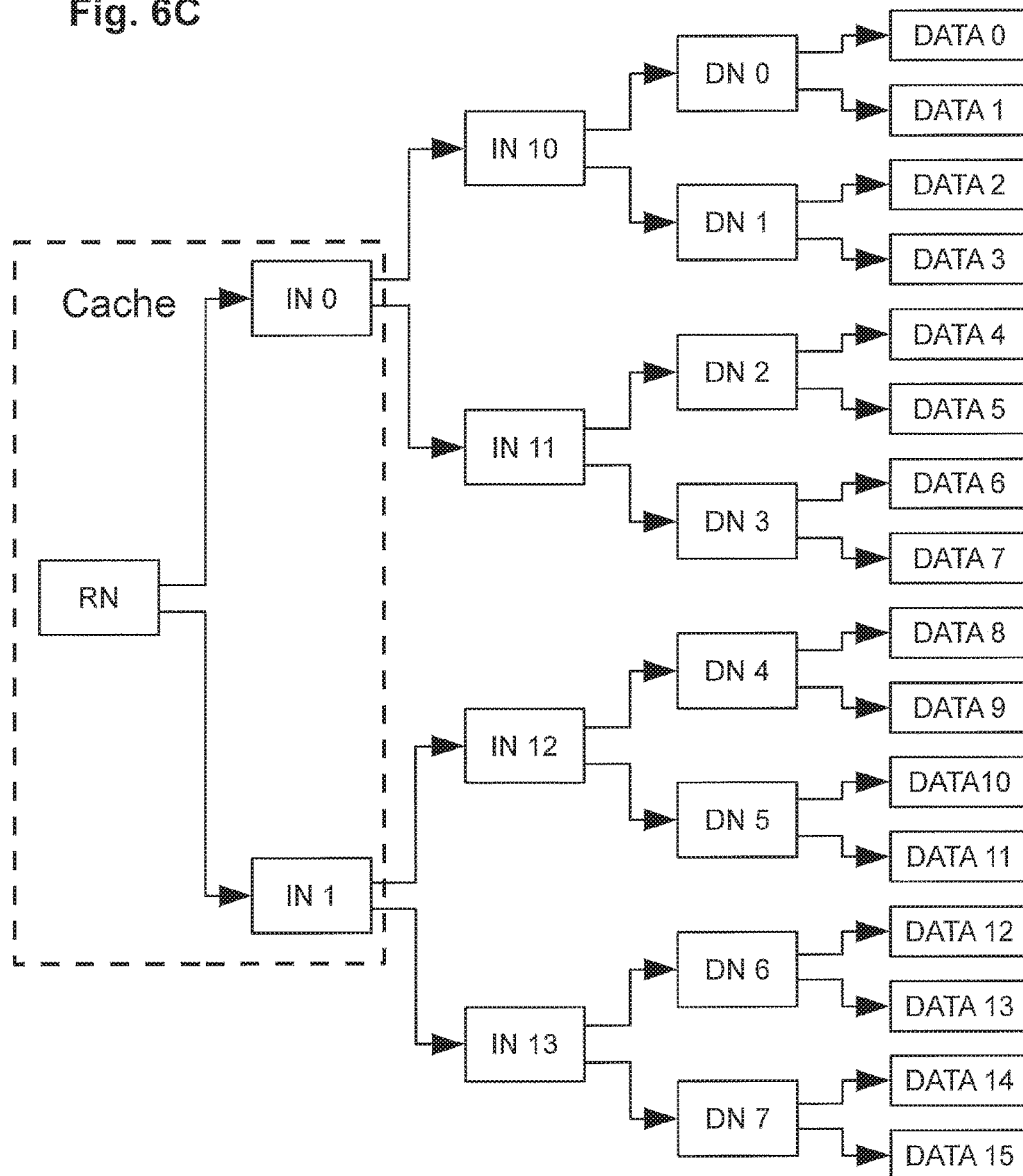 Fig. 6C
Cache
RN
IN 0
IN 1
IN 10
IN 11
IN 12
IN 13
DN 0
DN 1
DN 2
DN 3
DN 4
DN 5
DN 6
DN 7
DATA 0
DATA 1
DATA 2
DATA 3
DATA 4
DATA 5
DATA 6
DATA 7
DATA 8
DATA 9
DATA10
DATA 11
DATA 12
DATA 13
DATA 14
DATA 15